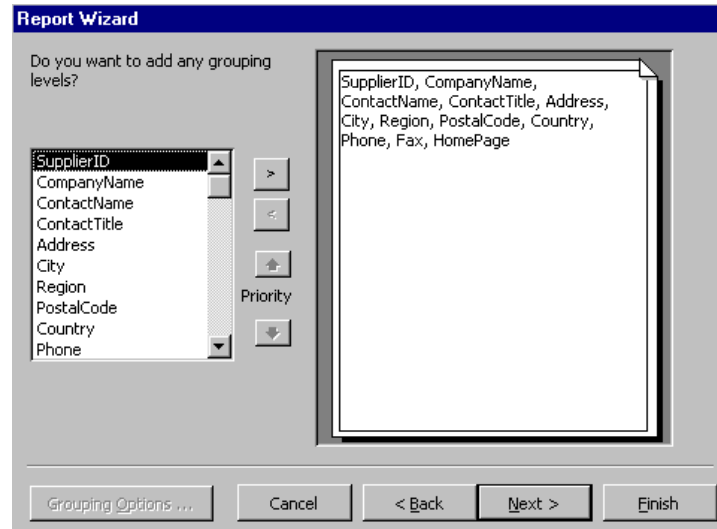 Report Wizard
Do you want to add any grouping
levels?
SupplierID
CompanyName
ContactName
ContactTitle
Address
City
Region
PostalCode
Country
Phone
>
<
Priority
SupplierID, CompanyName,
ContactName, ContactTitle, Address,
City, Region, PostalCode, Country,
Phone, Fax, HomePage
Grouping Options ...
Cancel
< Back
Next >
Finish